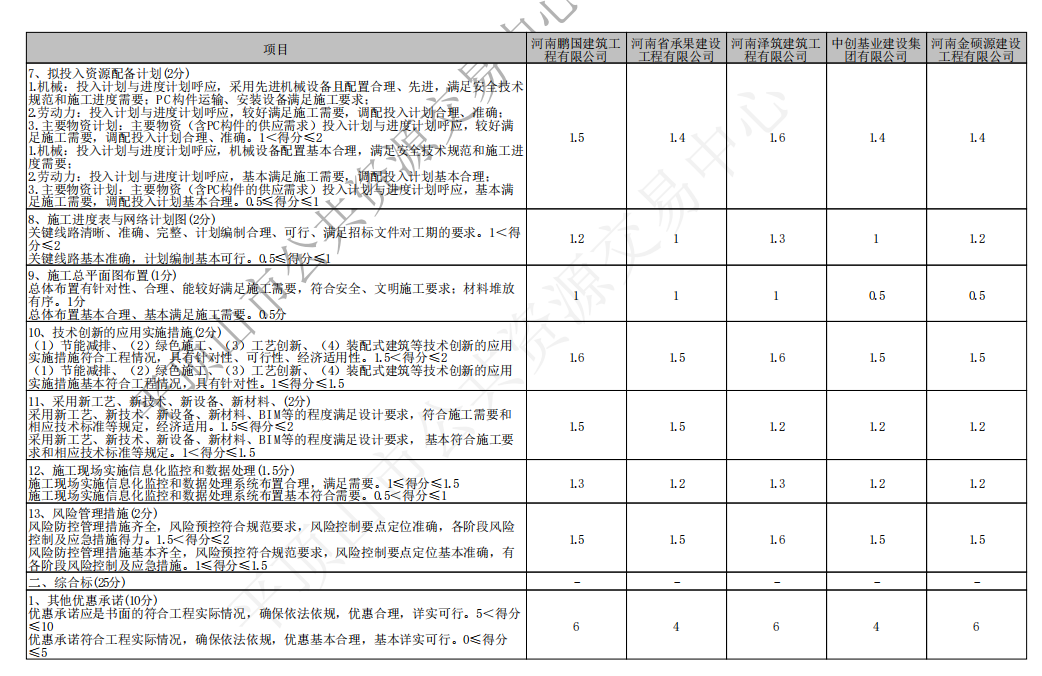 项目
河南鹏国建筑工
程有限公司
河南省承果建设
工程有限公司
河南泽筑建筑工
程有限公司
中创基业建设集
团有限公司
河南金硕源建设
工程有限公司
7、拟投入资源配备计划(2分)
1.机械：投入计划与进度计划呼应，采用先进机械设备且配置合理、先进，满足安全技术
规范和施工进度需要；PC构件运输、安装设备满足施工要求；
2.劳动力：投入计划与进度计划呼应，较好满足施工需要，调配投入计划合理、准确；
3.主要物资计划：主要物资（含PC构件的供应需求）投入计划与进度计划呼应，较好满
足施工需要，调配投入计划合理、准确。1＜得分≤2
1.机械：投入计划与进度计划呼应，机械设备配置基本合理，满足安全技术规范和施工进
度需要；
2.劳动力：投入计划与进度计划呼应，基本满足施工需要，调配投入计划基本合理；
3.主要物资计划：主要物资（含PC构件的供应需求）投入计划与进度计划呼应，基本满
足施工需要，调配投入计划基本合理。0.5≤得分≤1
1.5
1.4
1.6
1.4
1.4
8、施工进度表与网络计划图(2分)
关键线路清晰、准确、完整、计划编制合理、可行、满足招标文件对工期的要求。1＜得
分≤2
关键线路基本准确，计划编制基本可行。0.5≤得分≤1
1.2
1
1.3
1
1.2
9、施工总平面图布置(1分)
总体布置有针对性、合理、能较好满足施工需要，符合安全、文明施工要求；材料堆放
有序。1分
总体布置基本合理、基本满足施工需要。0.5分
1
1
1
0.5
0.5
10、技术创新的应用实施措施(2分)
（1）节能减排、（2）绿色施工、（3）工艺创新、（4）装配式建筑等技术创新的应用
实施措施符合工程情况，具有针对性、可行性、经济适用性。1.5＜得分≤2
（1）节能减排、（2）绿色施工、（3）工艺创新、（4）装配式建筑等技术创新的应用
实施措施基本符合工程情况，具有针对性。1≤得分≤1.5
1.6
1.5
1.6
1.5
1.5
11、采用新工艺、新技术、新设备、新材料、(2分)
采用新工艺、新技术、新设备、新材料、BIM等的程度满足设计要求，符合施工需要和
相应技术标准等规定，经济适用。1.5≤得分≤2
采用新工艺、新技术、新设备、新材料、BIM等的程度满足设计要求， 基本符合施工要
求和相应技术标准等规定。1＜得分≤1.5
1.5
1.5
1.2
1.2
1.2
12、施工现场实施信息化监控和数据处理(1.5分)
施工现场实施信息化监控和数据处理系统布置合理，满足需要。1≤得分≤1.5
施工现场实施信息化监控和数据处理系统布置基本符合需要。0.5＜得分≤1
1.3
1.2
1.3
1.2
1.2
13、风险管理措施(2分)
风险防控管理措施齐全，风险预控符合规范要求，风险控制要点定位准确，各阶段风险
控制及应急措施得力。1.5＜得分≤2
风险防控管理措施基本齐全，风险预控符合规范要求，风险控制要点定位基本准确，有
各阶段风险控制及应急措施。1≤得分≤1.5
1.5
1.5
1.6
1.5
1.5
二、综合标(25分)
-
-
-
-
-
1、其他优惠承诺(10分)
优惠承诺应是书面的符合工程实际情况，确保依法依规，优惠合理，详实可行。5＜得分
≤10
优惠承诺符合工程实际情况，确保依法依规，优惠基本合理，基本详实可行。0≤得分
≤5
6
4
6
4
6
平顶山市公共资源交易中心
平顶山市公共资源交易中心